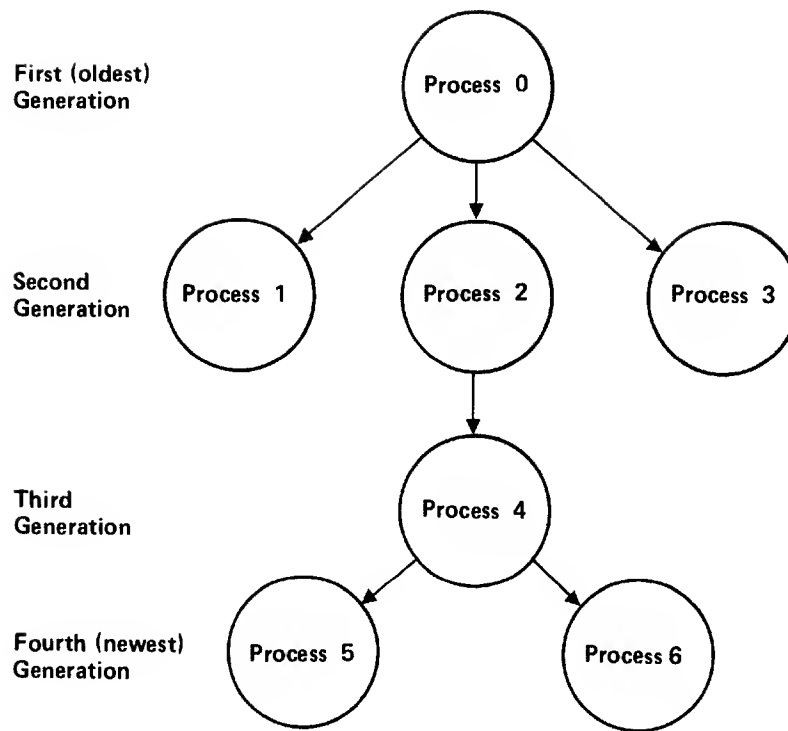 First (oldest)
Generation
Process 0
Second
Generation
Process 1
Process 2
Process 3
Third
Generation
Process 4
Fourth (newest)
Generation
Process 5
Process 6